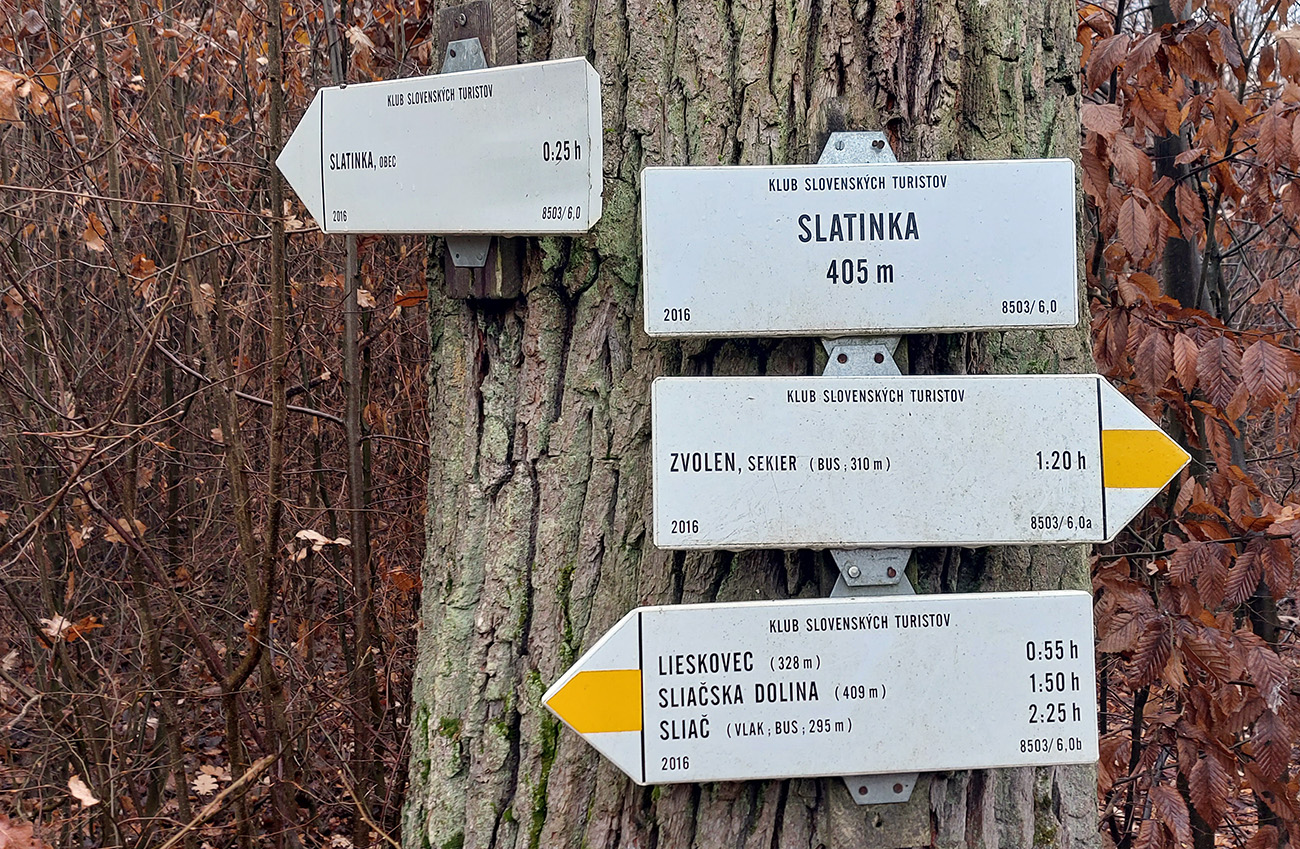 KLUB SLOVENSKÝCH TURISTOV
SLATINKA, OBEC 0:25 h
2016 8503/6,0
KLUB SLOVENSKÝCH TURISTOV
SLATINKA
405 m
2016 8503/6,0
KLUB SLOVENSKÝCH TURISTOV
ZVOLEN, SEKIER (BUS; 310 m) 1:20 h
2016 8503/6,0a
KLUB SLOVENSKÝCH TURISTOV
LIESKOVEC (328 m) 0:55 h
SLIAČSKA DOLINA (409 m) 1:50 h
SLIAČ (VLAK; BUS; 295 m) 2:25 h
2016 8503/6,0b